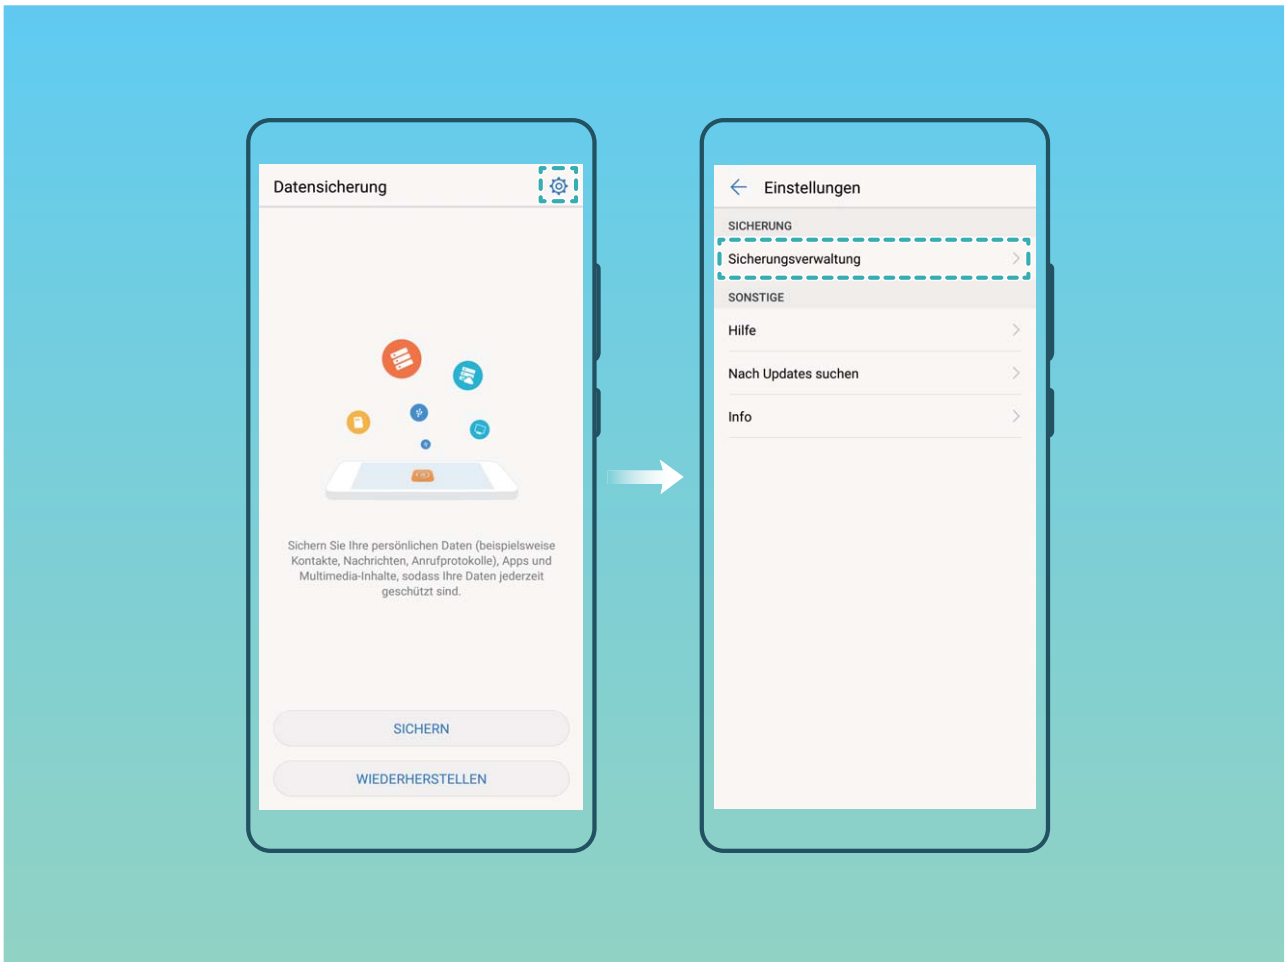 Datensicherung
Sichern Sie Ihre persönlichen Daten (beispielsweise
Kontakte, Nachrichten, Anrufprotokolle), Apps und
Multimedia-Inhalte, sodass Ihre Daten jederzeit
geschützt sind.
SICHERN
WIEDERHERSTELLEN
Einstellungen
SICHERUNG
Sicherungsverwaltung
SONSTIGE
Hilfe
Nach Updates suchen
Info